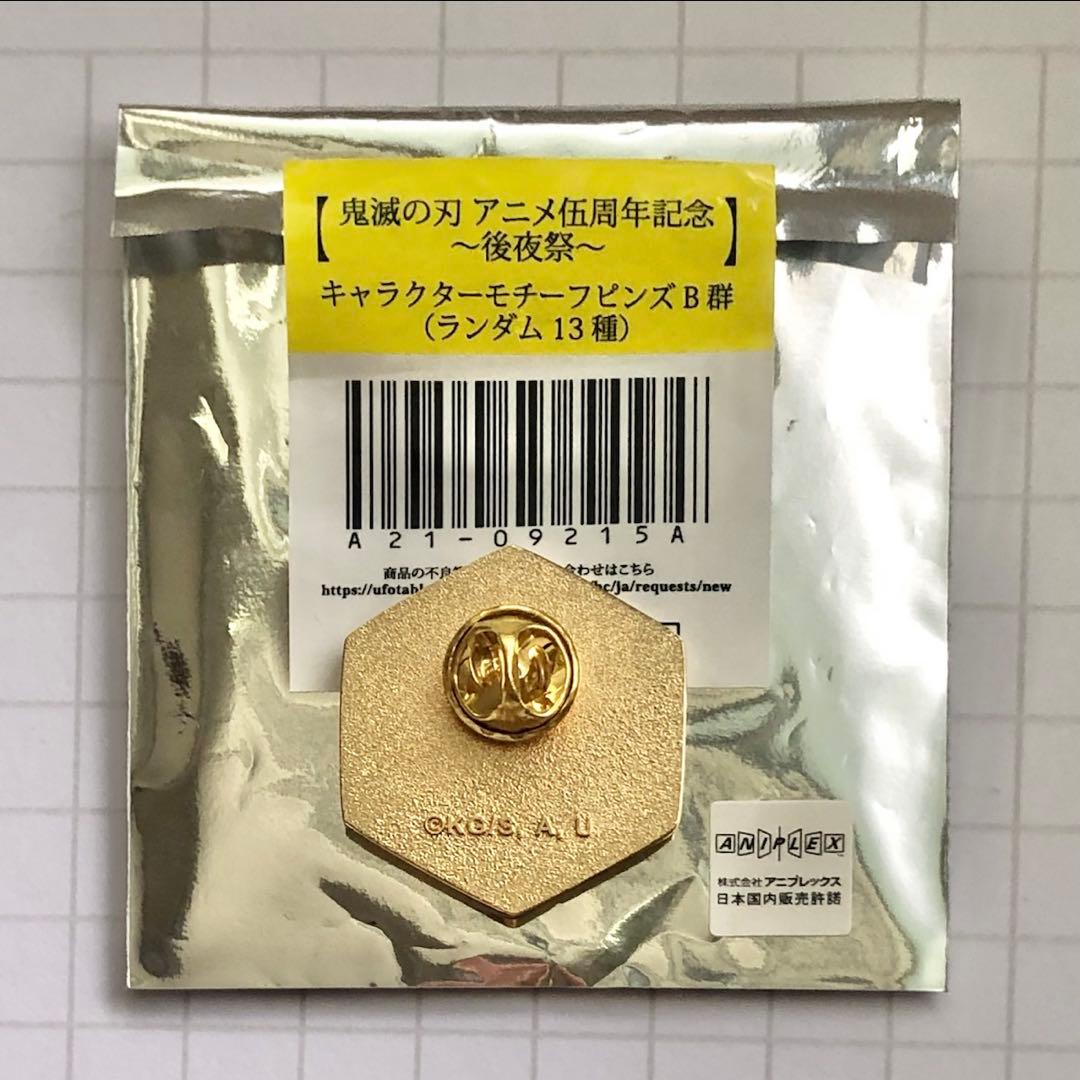 【鬼滅の刃 アニメ伍周年記念
～後夜祭～】
キャラクターモチーフピンズ B 群
（ランダム 13 種）
A21-09215A
商品の不良 合わせはこちら
https://ufotabl hc/ja/requests/new
©KG/S, A, U
ANIPLEX
株式会社 アニプレックス
日本国内販売許諾